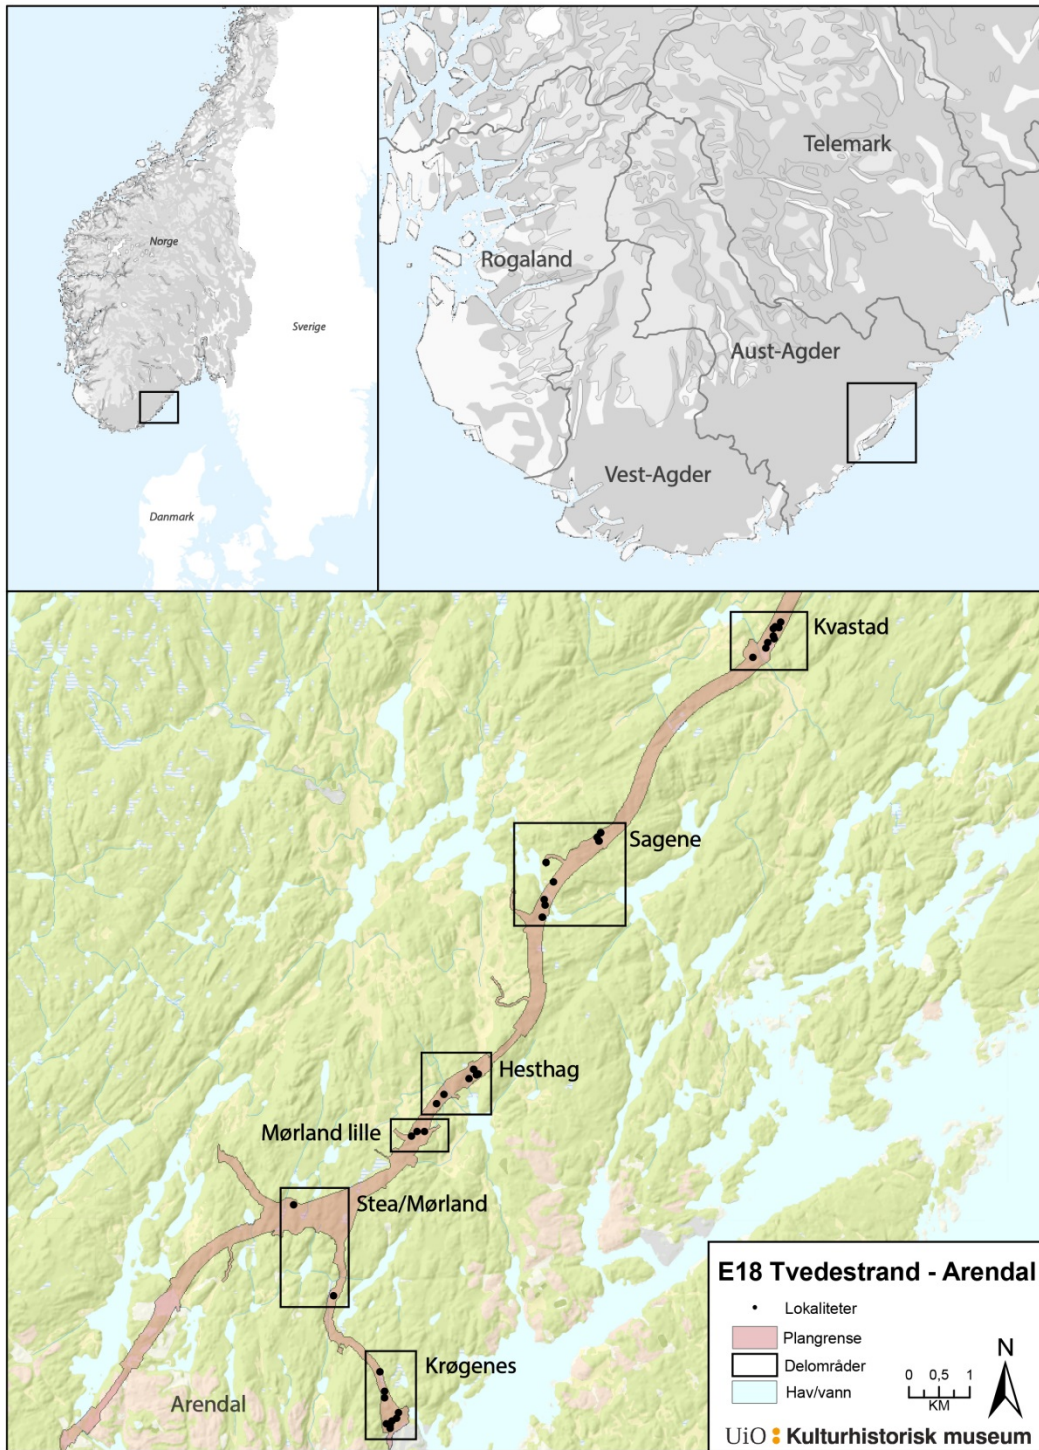 Norge
Sverige
Danmark
Telemark
Rogaland
Aust-Agder
Vest-Agder
Kvastad
Sagene
Hesthag
Mørland lille
Stea/Mørland
Krøgenes
Arendal
E18 Tvedestrand - Arendal
Lokaliteter
Plangrense
Delområder
Hav/vann
N
0 0,5 1
KM
UiO Kulturhistorisk museum